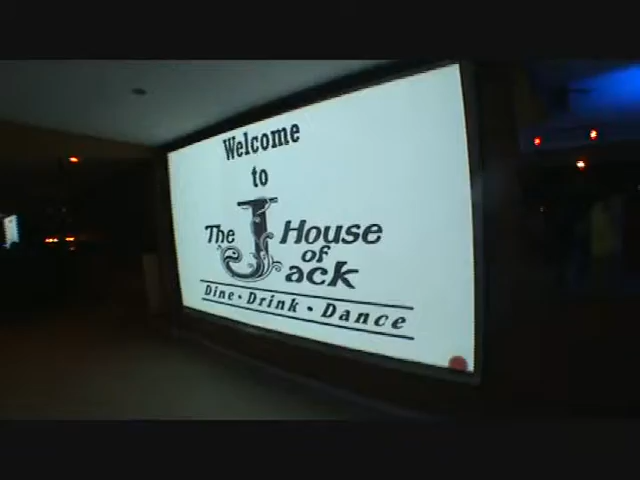 Welcome
to
The House
of
Jack
Dine • Drink • Dance